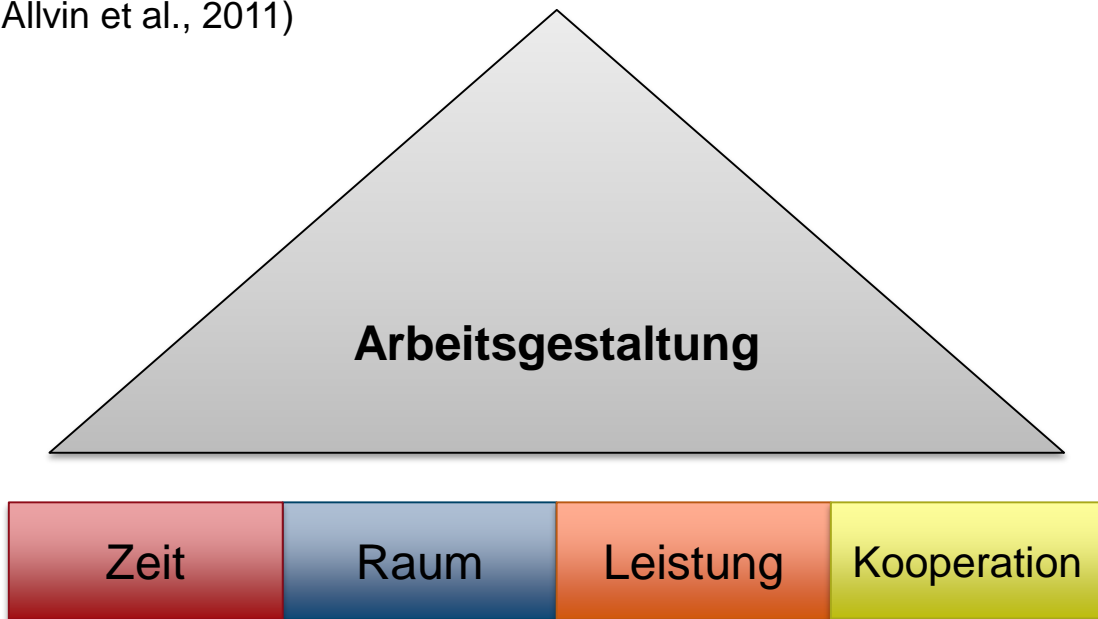 Allvin et al., 2011)
Arbeitsgestaltung
Zeit
Raum
Leistung
Kooperation